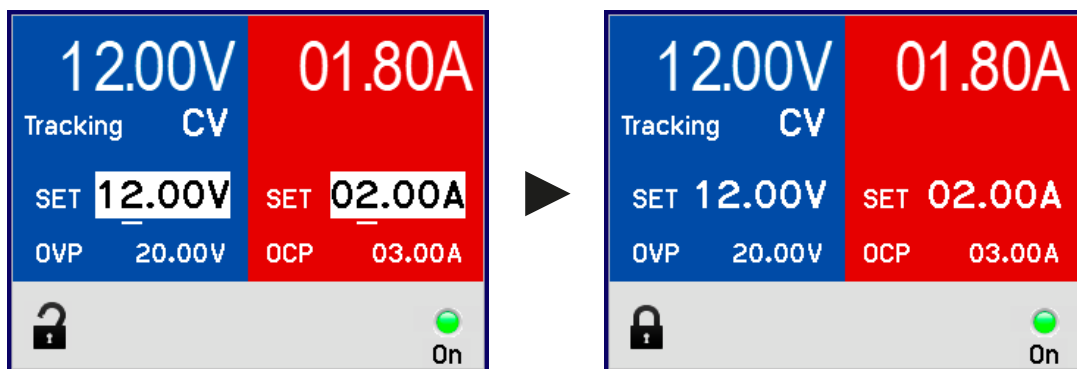 12.00V 01.80A
Tracking CV
SET 12.00V SET 02.00A
OVP 20.00V OCP 03.00A
On
12.00V 01.80A
Tracking CV
SET 12.00V SET 02.00A
OVP 20.00V OCP 03.00A
On